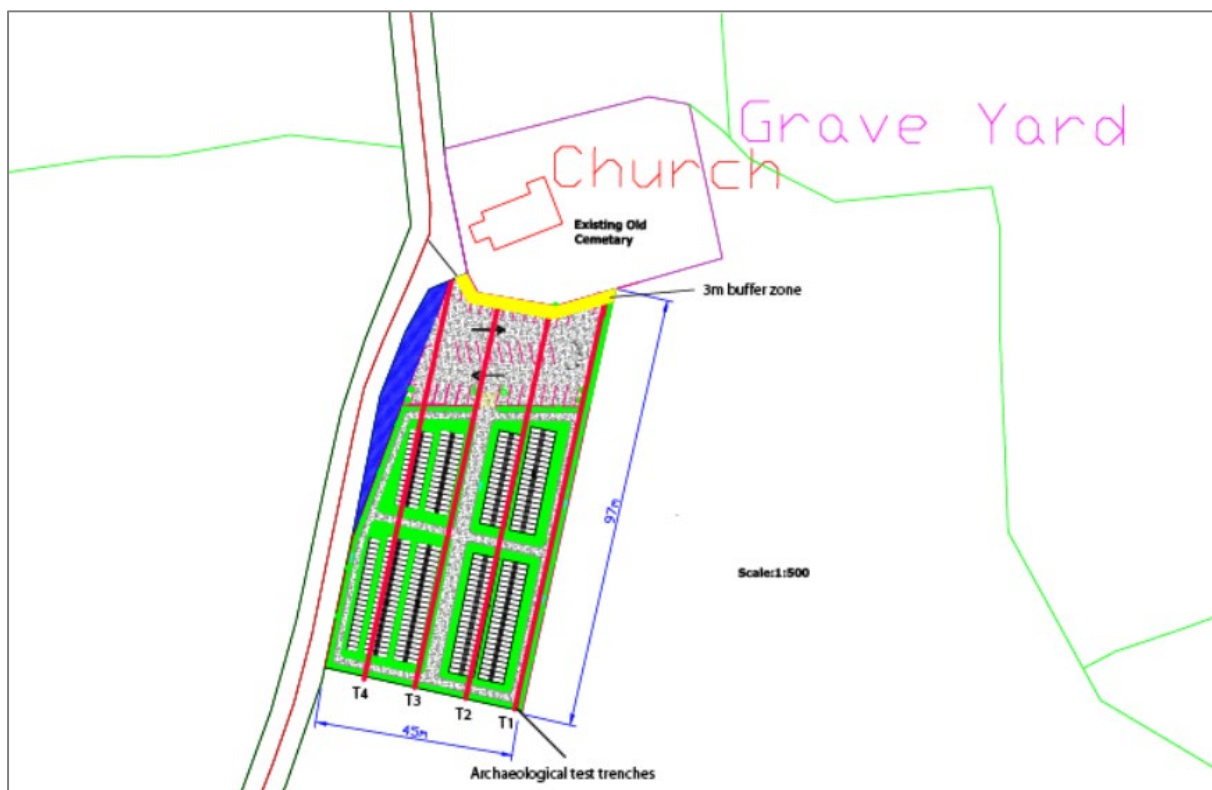 Grave Yard
Church
Existing Old
Cemetary
3m buffer zone
97m
Scale:1:500
T4
T3
T2
T1
45m
Archaeological test trenches